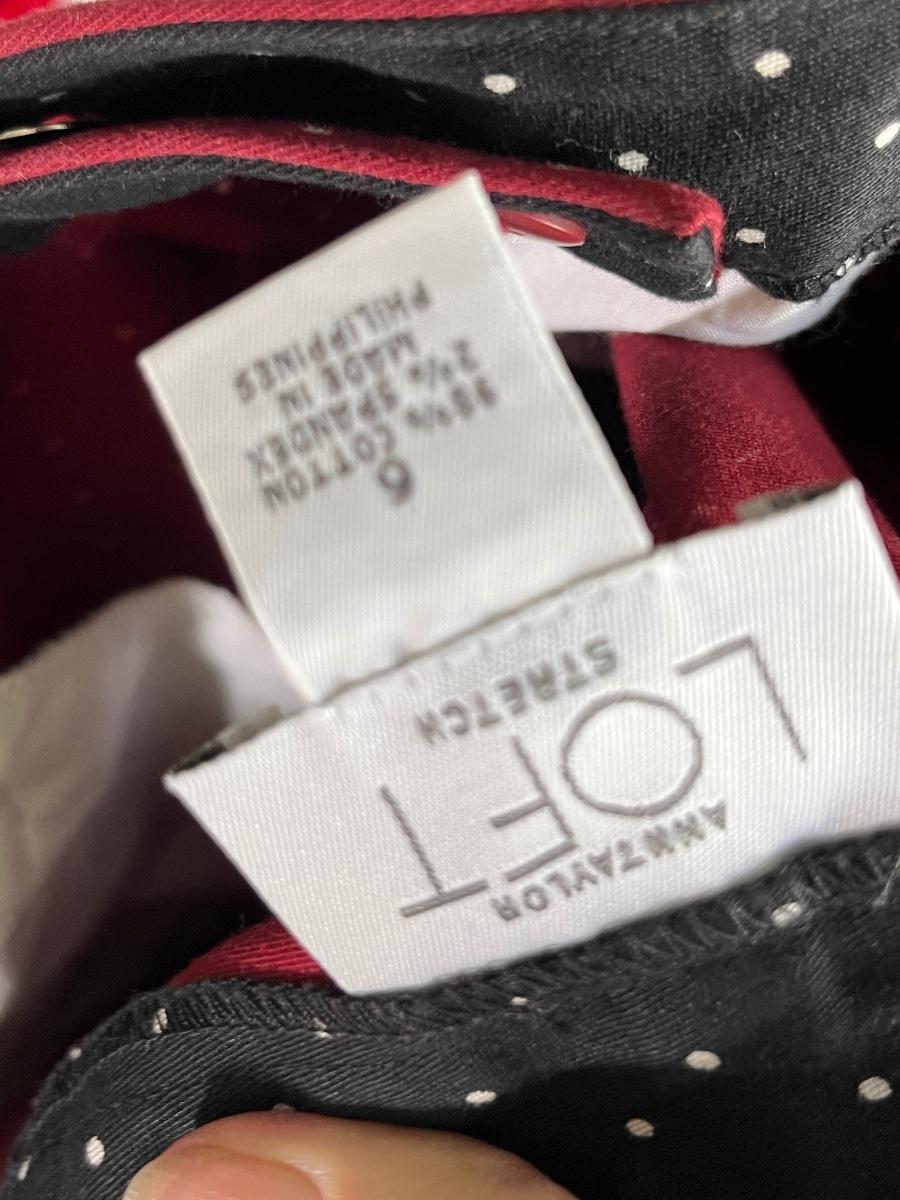 ANN TAYLOR
LOFT
STRETCH
6
98% COTTON
2% SPANDEX
MADE IN
PHILIPPINES